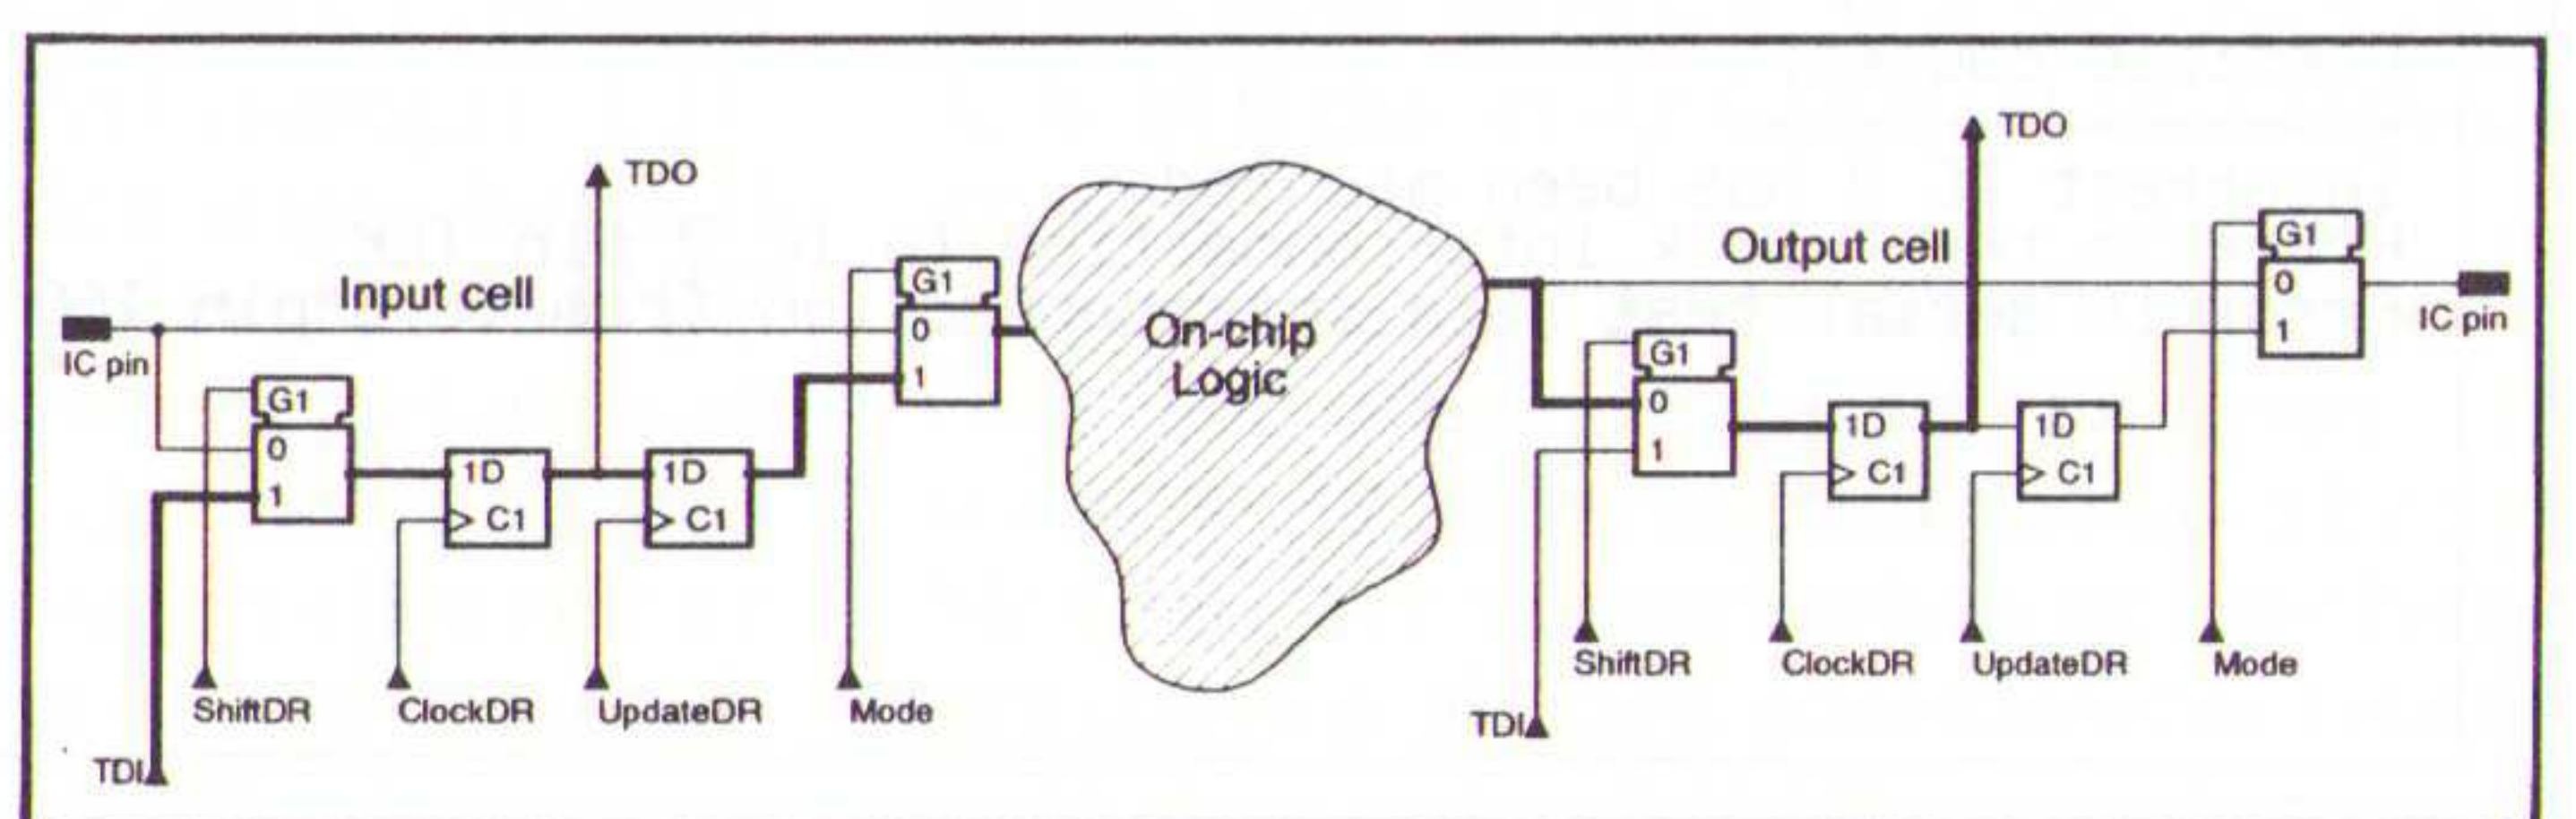 TDO
TDO
G1
Input cell
G1
Output cell
0
0
IC pin
IC pin
1
1
On-chip
Logic
G1
G1
0
0
1
1
1D
C1
1D
C1
1D
C1
1D
C1
ShiftDR
ClockDR
UpdateDR
Mode
ShiftDR
ClockDR
UpdateDR
Mode
TDI
TDI